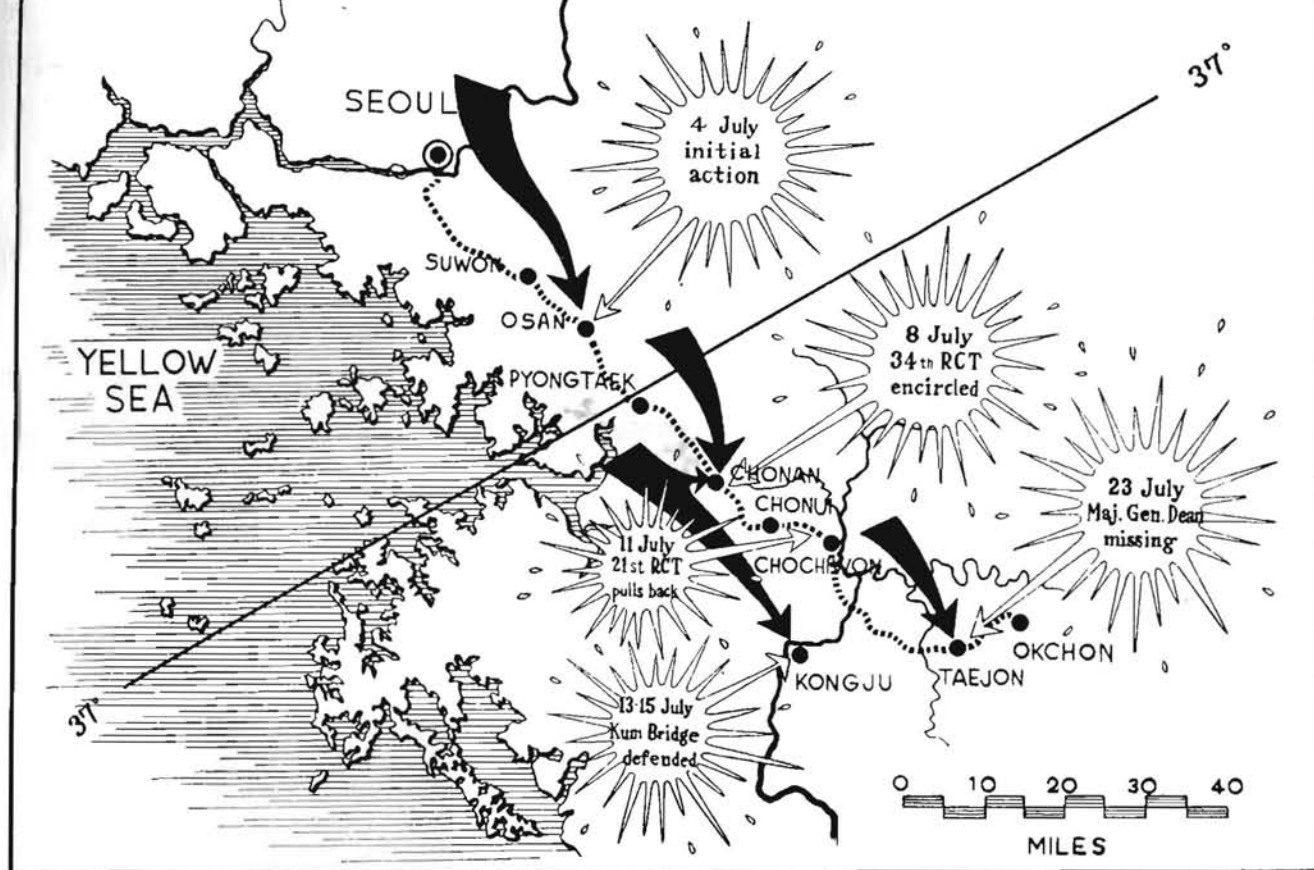 37°
SEOUL
4 July
initial
action
SUWON
OSAN
YELLOW
SEA
PYONGTAEK
8 July
34th RCT
encircled
CHONAN
CHONUI
23 July
Maj. Gen. Dean
missing
11 July
21st RCT
pulls back
CHOCHIWON
OKCHON
TAEJON
KONGJU
37°
13-15 July
Kum Bridge
defended
0 10 20 30 40
MILES